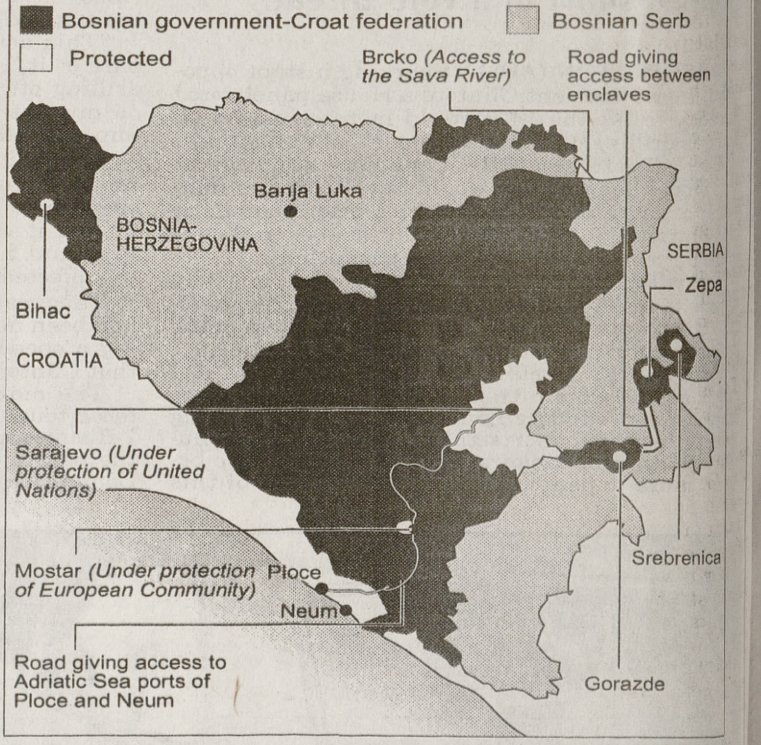 Bosnian government-Croat federation
Bosnian Serb
Protected
Brcko (Access to
the Sava River)
Road giving
access between
enclaves
Banja Luka
BOSNIA-
HERZEGOVINA
SERBIA
Zepa
Bihac
CROATIA
Sarajevo (Under
protection of United
Nations)
Srebrenica
Mostar (Under protection
of European Community)
Ploce
Neum
Road giving access to
Adriatic Sea ports of
Ploce and Neum
Gorazde